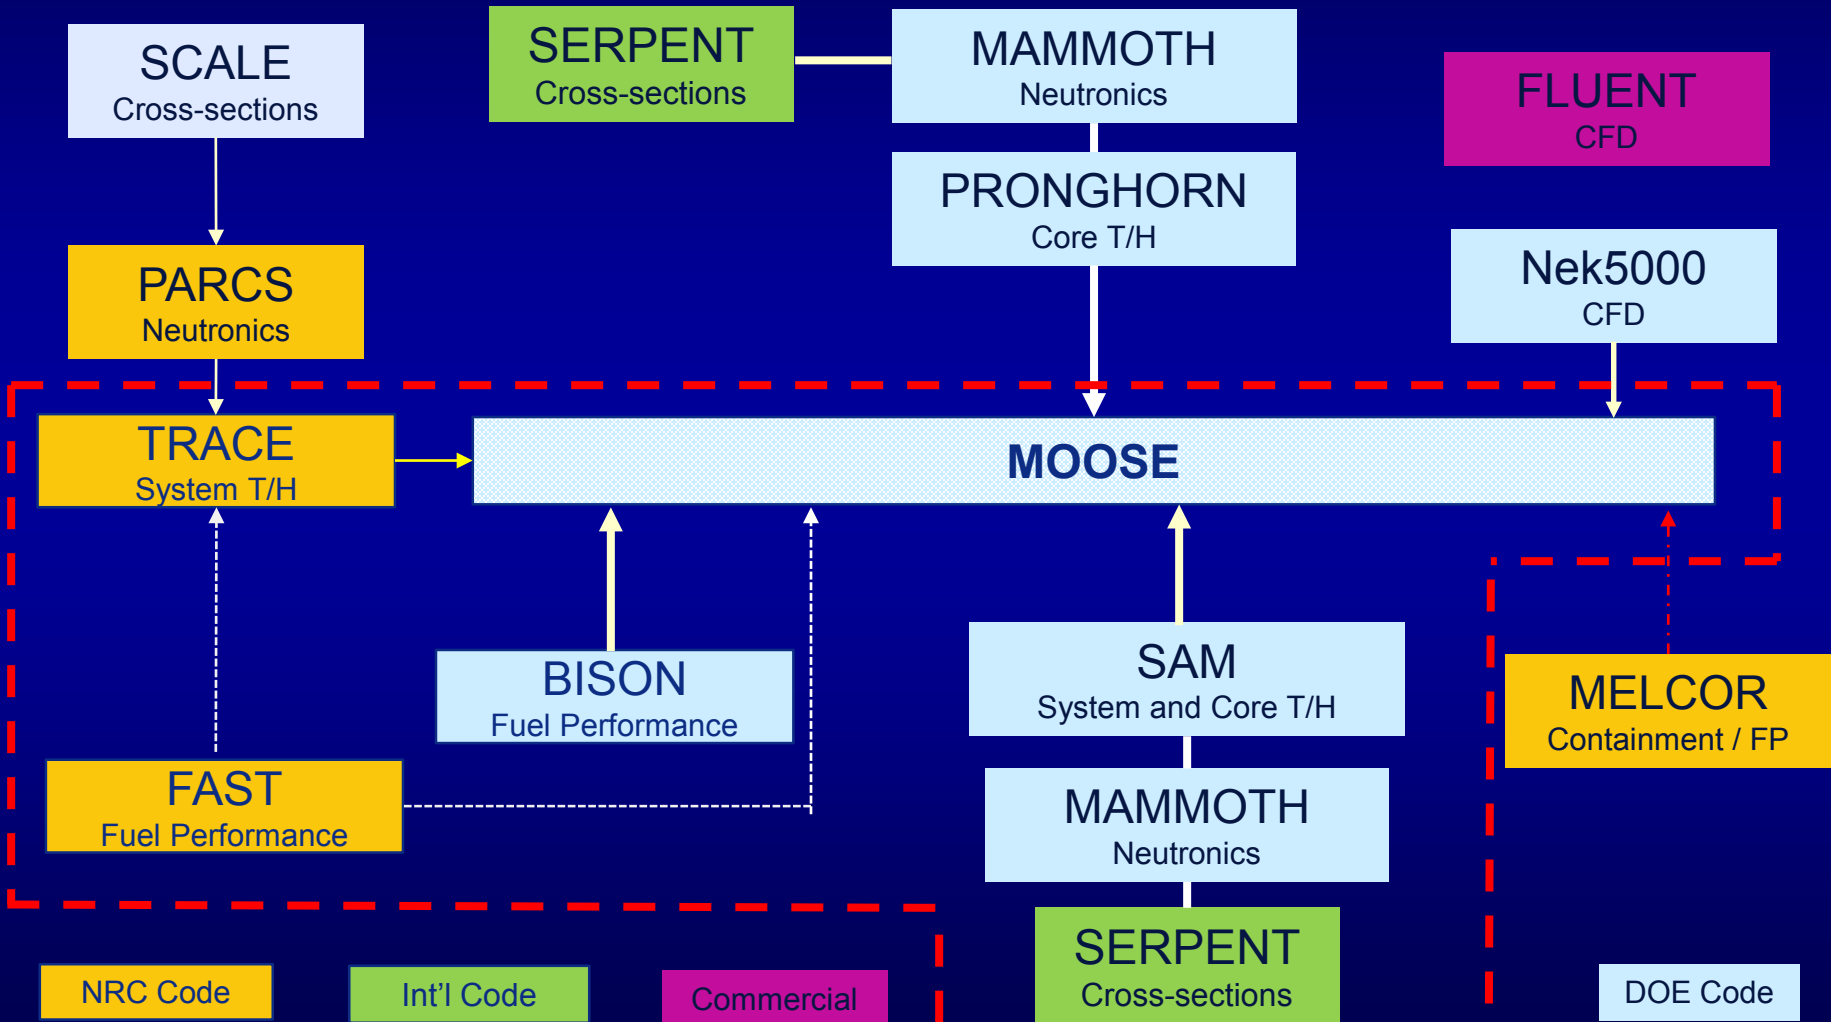 SCALE
Cross-sections
SERPENT
Cross-sections
MAMMOTH
Neutronics
FLUENT
CFD
PRONGHORN
Core T/H
PARCS
Neutronics
Nek5000
CFD
TRACE
System T/H
MOOSE
BISON
Fuel Performance
SAM
System and Core T/H
MELCOR
Containment / FP
FAST
Fuel Performance
MAMMOTH
Neutronics
SERPENT
Cross-sections
NRC Code
Int'l Code
Commercial
DOE Code